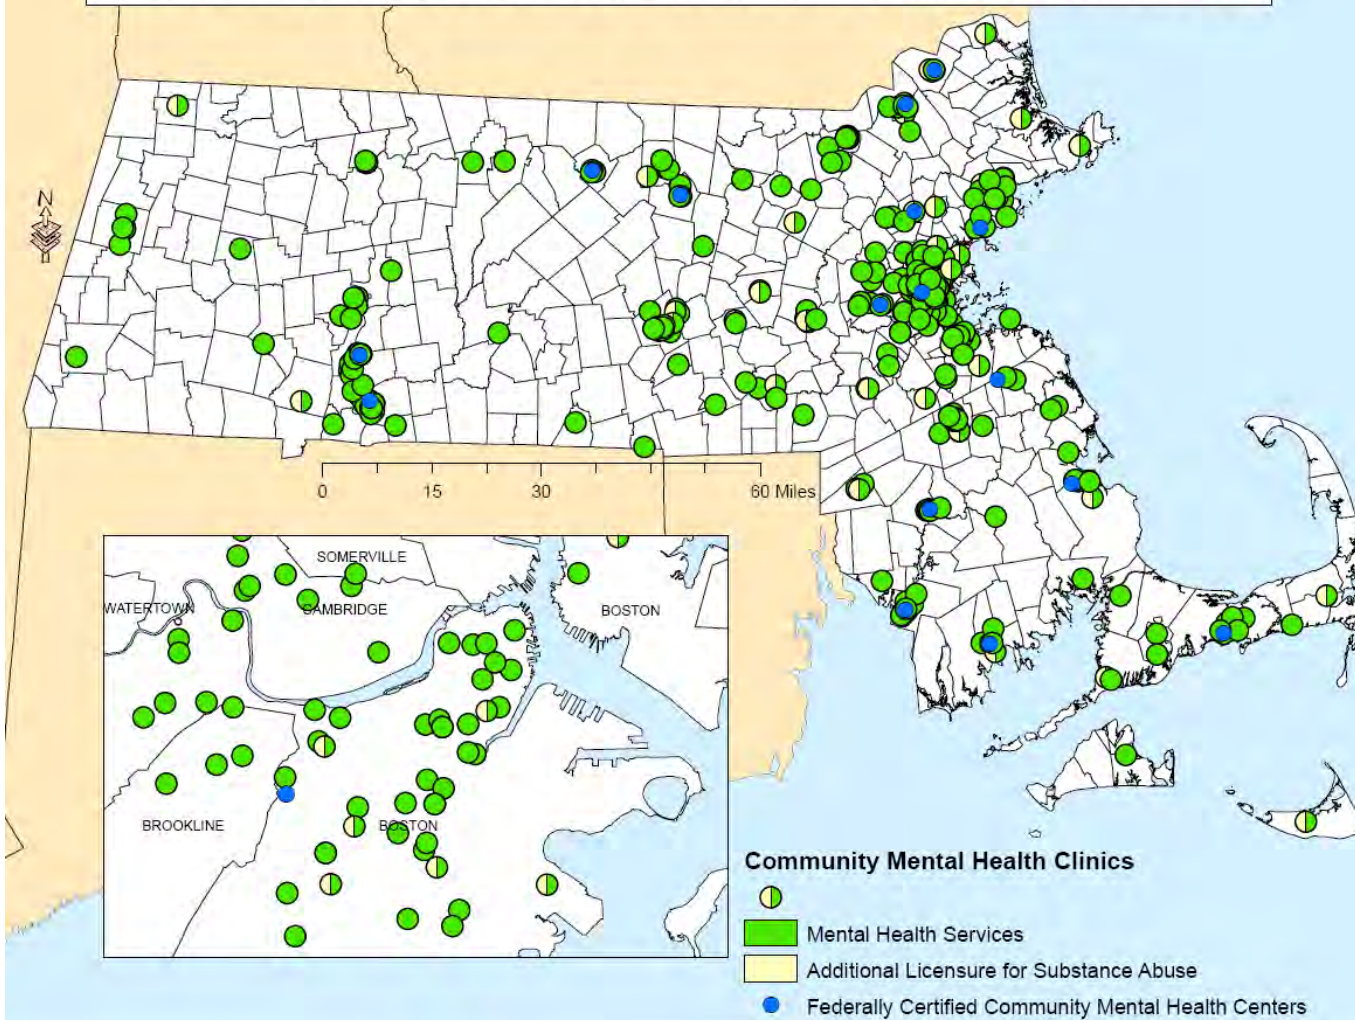 N
0 15 30 60 Miles
SOMERVILLE
WATERTOWN
CAMBRIDGE
BOSTON
BROOKLINE
BOSTON
Community Mental Health Clinics
Mental Health Services
Additional Licensure for Substance Abuse
Federally Certified Community Mental Health Centers